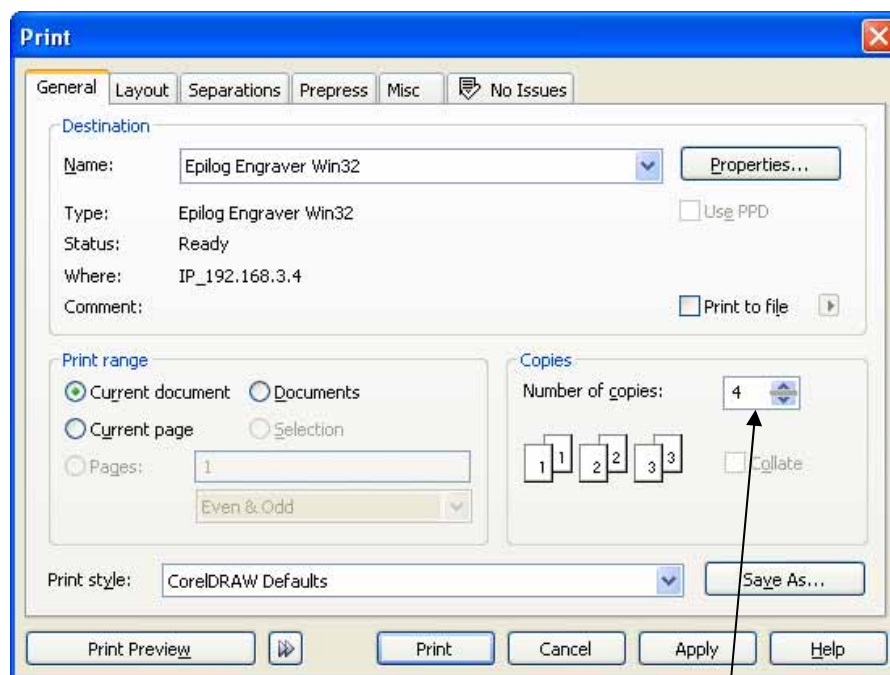 Print
General Layout Separations Prepress Misc No Issues
Destination
Name: Epilog Engraver Win32 Properties...
Type: Epilog Engraver Win32 Use PPD
Status: Ready
Where: IP_192.168.3.4
Comment: Print to file
Print range Copies
Current document Documents Number of copies: 4
Current page Selection
1 1 2 2 3 3 Collate
Pages: 1
Even & Odd
Print style: CorelDRAW Defaults Save As...
Print Preview Print Cancel Apply Help